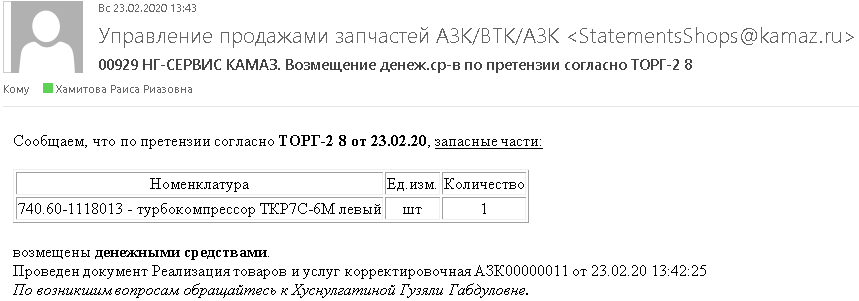 Вс 23.02.2020 13:43
Управление продажами запчастей АЗК/ВТК/АЗК <StatementsShops@kamaz.ru>
00929 НГ-СЕРВИС КАМАЗ. Возмещение денеж.ср-в по претензии согласно ТОРГ-2 8
Кому Хамитова Раиса Риазовна
Сообщаем, что по претензии согласно ТОРГ-2 8 от 23.02.20, запасные части:
Номенклатура Ед.изм. Количество
740.60-1118013 - турбокомпрессор ТКР7С-6М левый шт 1
возмещены денежными средствами.
Проведен документ Реализация товаров и услуг корректировочная АЗК00000011 от 23.02.20 13:42:25
По возникшим вопросам обращайтесь к Хуснулгатиной Гузяли Габдуловне.